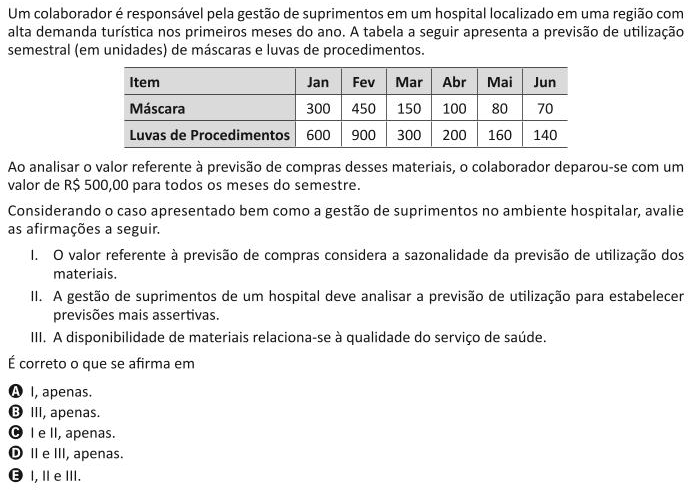 Um colaborador é responsável pela gestão de suprimentos em um hospital localizado em uma região com
alta demanda turística nos primeiros meses do ano. A tabela a seguir apresenta a previsão de utilização
semestral (em unidades) de máscaras e luvas de procedimentos.
Item Jan Fev Mar Abr Mai Jun
Máscara 300 450 150 100 80 70
Luvas de Procedimentos 600 900 300 200 160 140
Ao analisar o valor referente à previsão de compras desses materiais, o colaborador deparou-se com um
valor de R$ 500,00 para todos os meses do semestre.
Considerando o caso apresentado bem como a gestão de suprimentos no ambiente hospitalar, avalie
as afirmações a seguir.
I. O valor referente à previsão de compras considera a sazonalidade da previsão de utilização dos
materiais.
II. A gestão de suprimentos de um hospital deve analisar a previsão de utilização para estabelecer
previsões mais assertivas.
III. A disponibilidade de materiais relaciona-se à qualidade do serviço de saúde.
É correto o que se afirma em
A I, apenas.
B III, apenas.
C I e II, apenas.
D II e III, apenas.
E I, II e III.